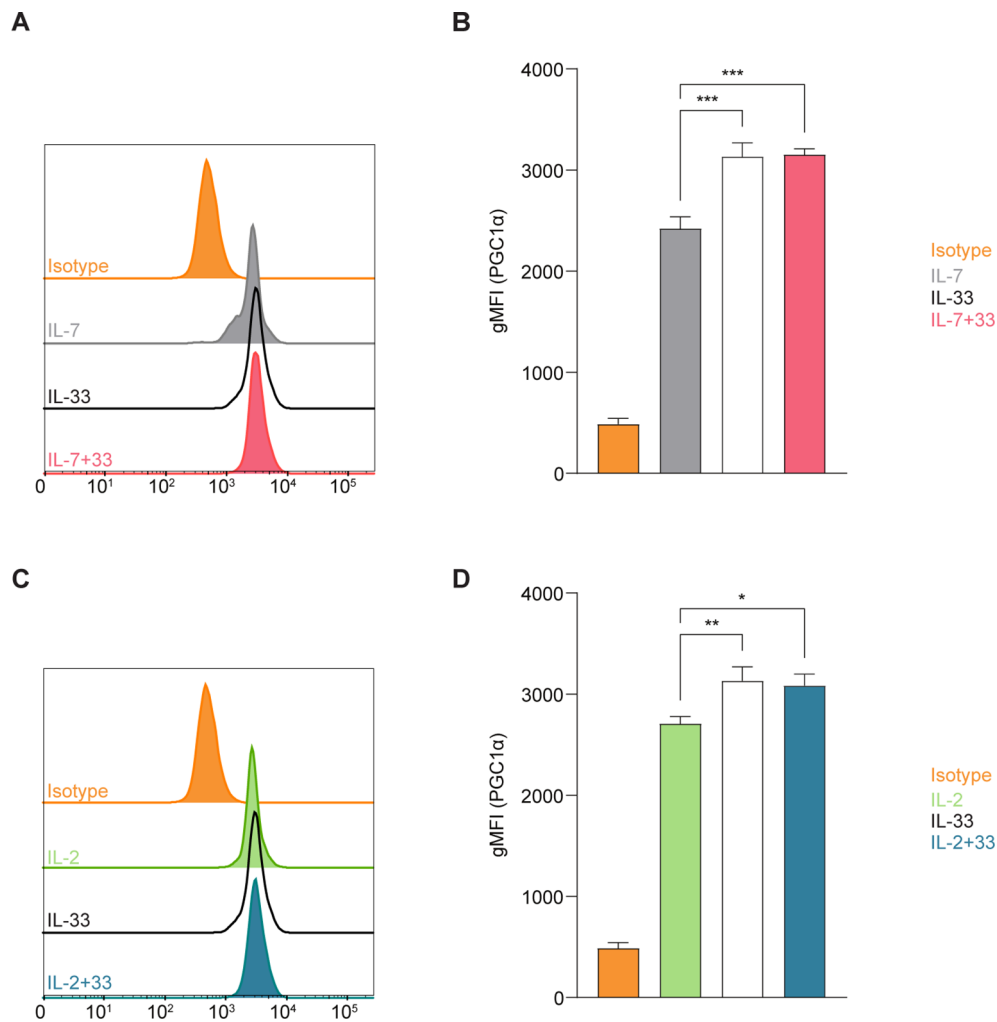 A
Isotype
IL-7
IL-33
IL-7+33
0 10¹ 10² 10³ 10⁴ 10⁵
B
gMFI (PGC1α)
4000
3000
2000
1000
0
***
***
Isotype
IL-7
IL-33
IL-7+33
C
Isotype
IL-2
IL-33
IL-2+33
0 10¹ 10² 10³ 10⁴ 10⁵
D
gMFI (PGC1α)
4000
3000
2000
1000
0
*
**
Isotype
IL-2
IL-33
IL-2+33